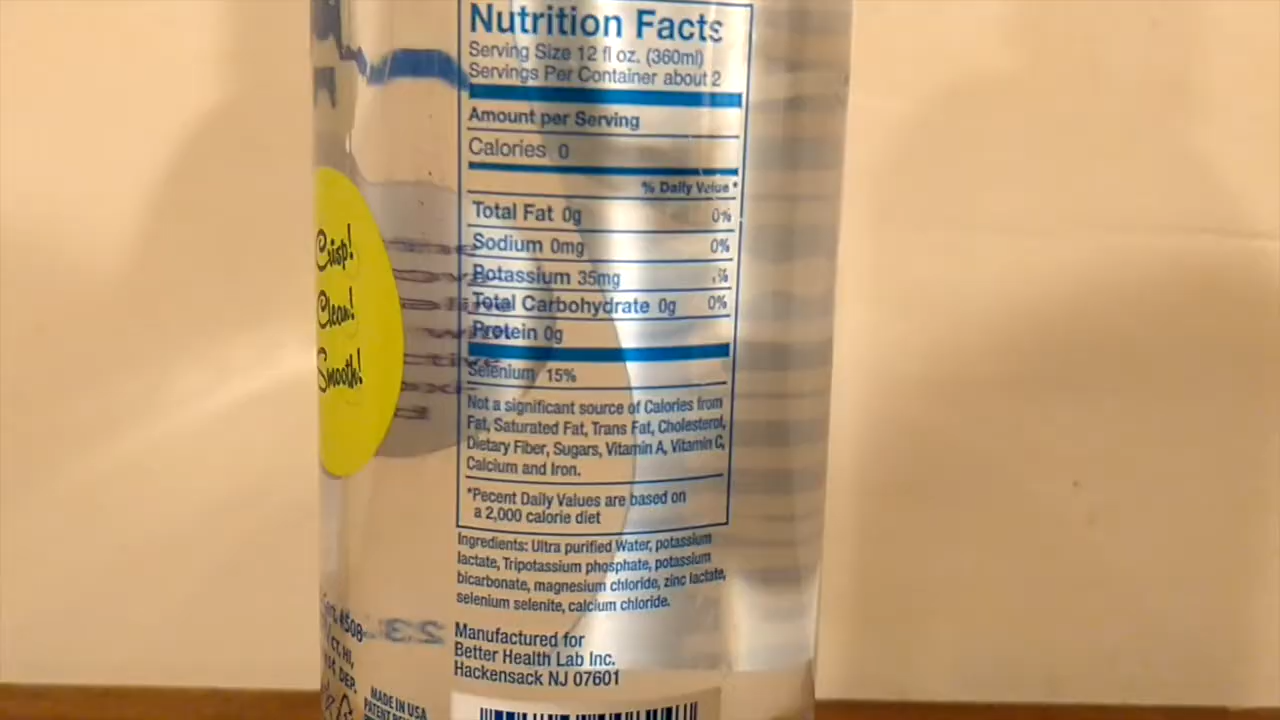 Nutrition Facts
Serving Size 12 fl oz. (360ml)
Servings Per Container about 2
Amount per Serving
Calories 0
% Daily Value*
Total Fat 0g 0%
Sodium 0mg 0%
Potassium 35mg %
Total Carbohydrate 0g 0%
Protein 0g
Selenium 15%
Not a significant source of Calories from
Fat, Saturated Fat, Trans Fat, Cholesterol,
Dietary Fiber, Sugars, Vitamin A, Vitamin C,
Calcium and Iron.
*Pecent Daily Values are based on
a 2,000 calorie diet
Ingredients: Ultra purified Water, potassium
lactate, Tripotassium phosphate, potassium
bicarbonate, magnesium chloride, zinc lactate,
selenium selenite, calcium chloride.
Manufactured for
Better Health Lab Inc.
Hackensack NJ 07601
Crisp!
Clean!
Smooth!
CT, HI,
DEP.
MADE IN USA
PATENT